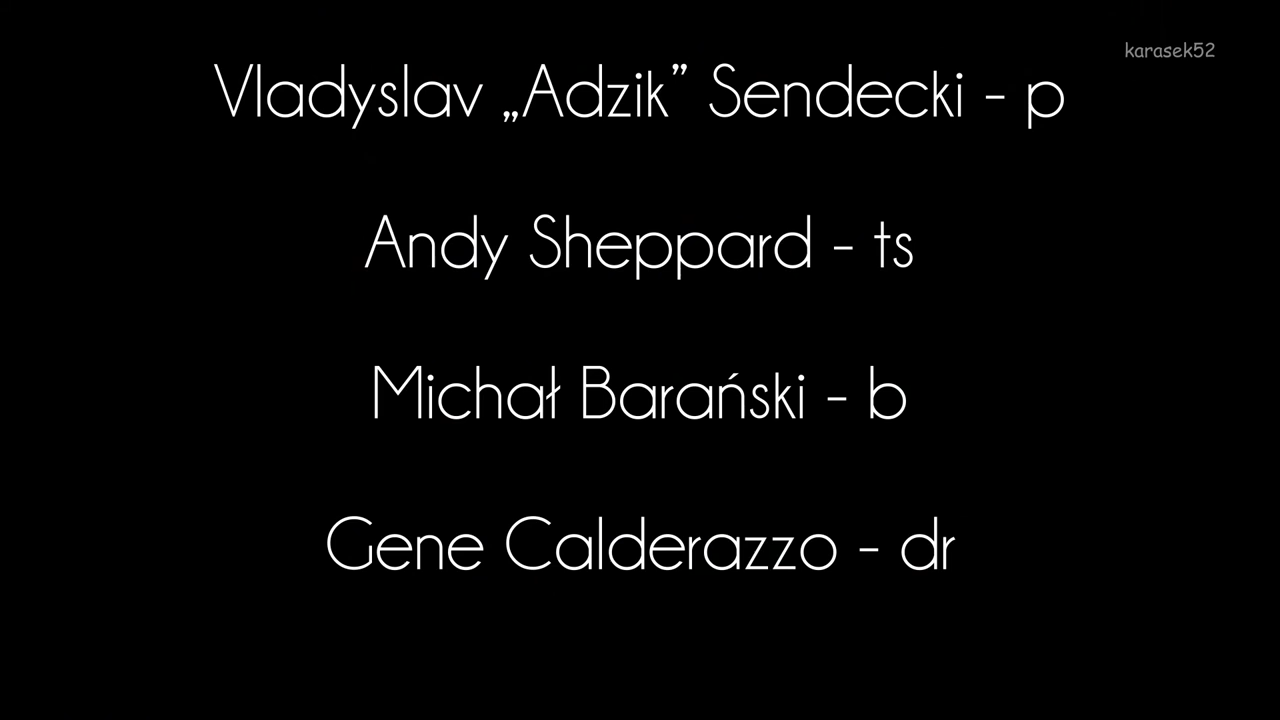 karasek52
Vladyslav „Adzik” Sendecki - p
Andy Sheppard - ts
Michał Barański - b
Gene Calderazzo - dr